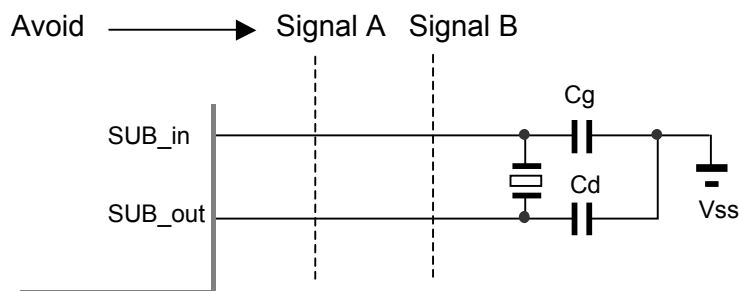 Avoid Signal A Signal B
Cg
SUB_in
Cd
SUB_out
Vss